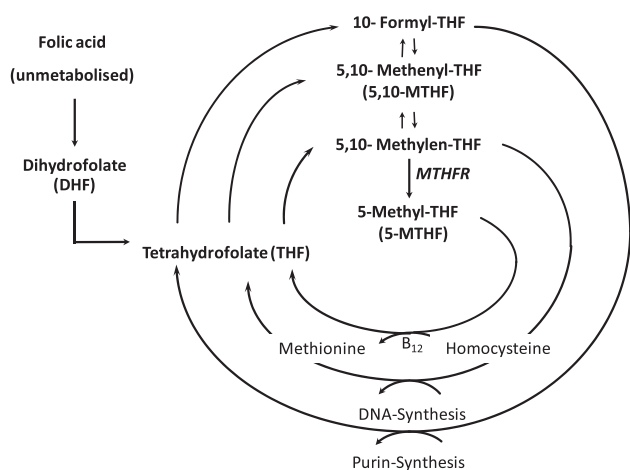 Folic acid
(unmetabolised)
Dihydrofolate
(DHF)
Tetrahydrofolate (THF)
10- Formyl-THF
5,10- Methenyl-THF
(5,10-MTHF)
5,10- Methylen-THF
MTHFR
5-Methyl-THF
(5-MTHF)
Methionine
B12
Homocysteine
DNA-Synthesis
Purin-Synthesis